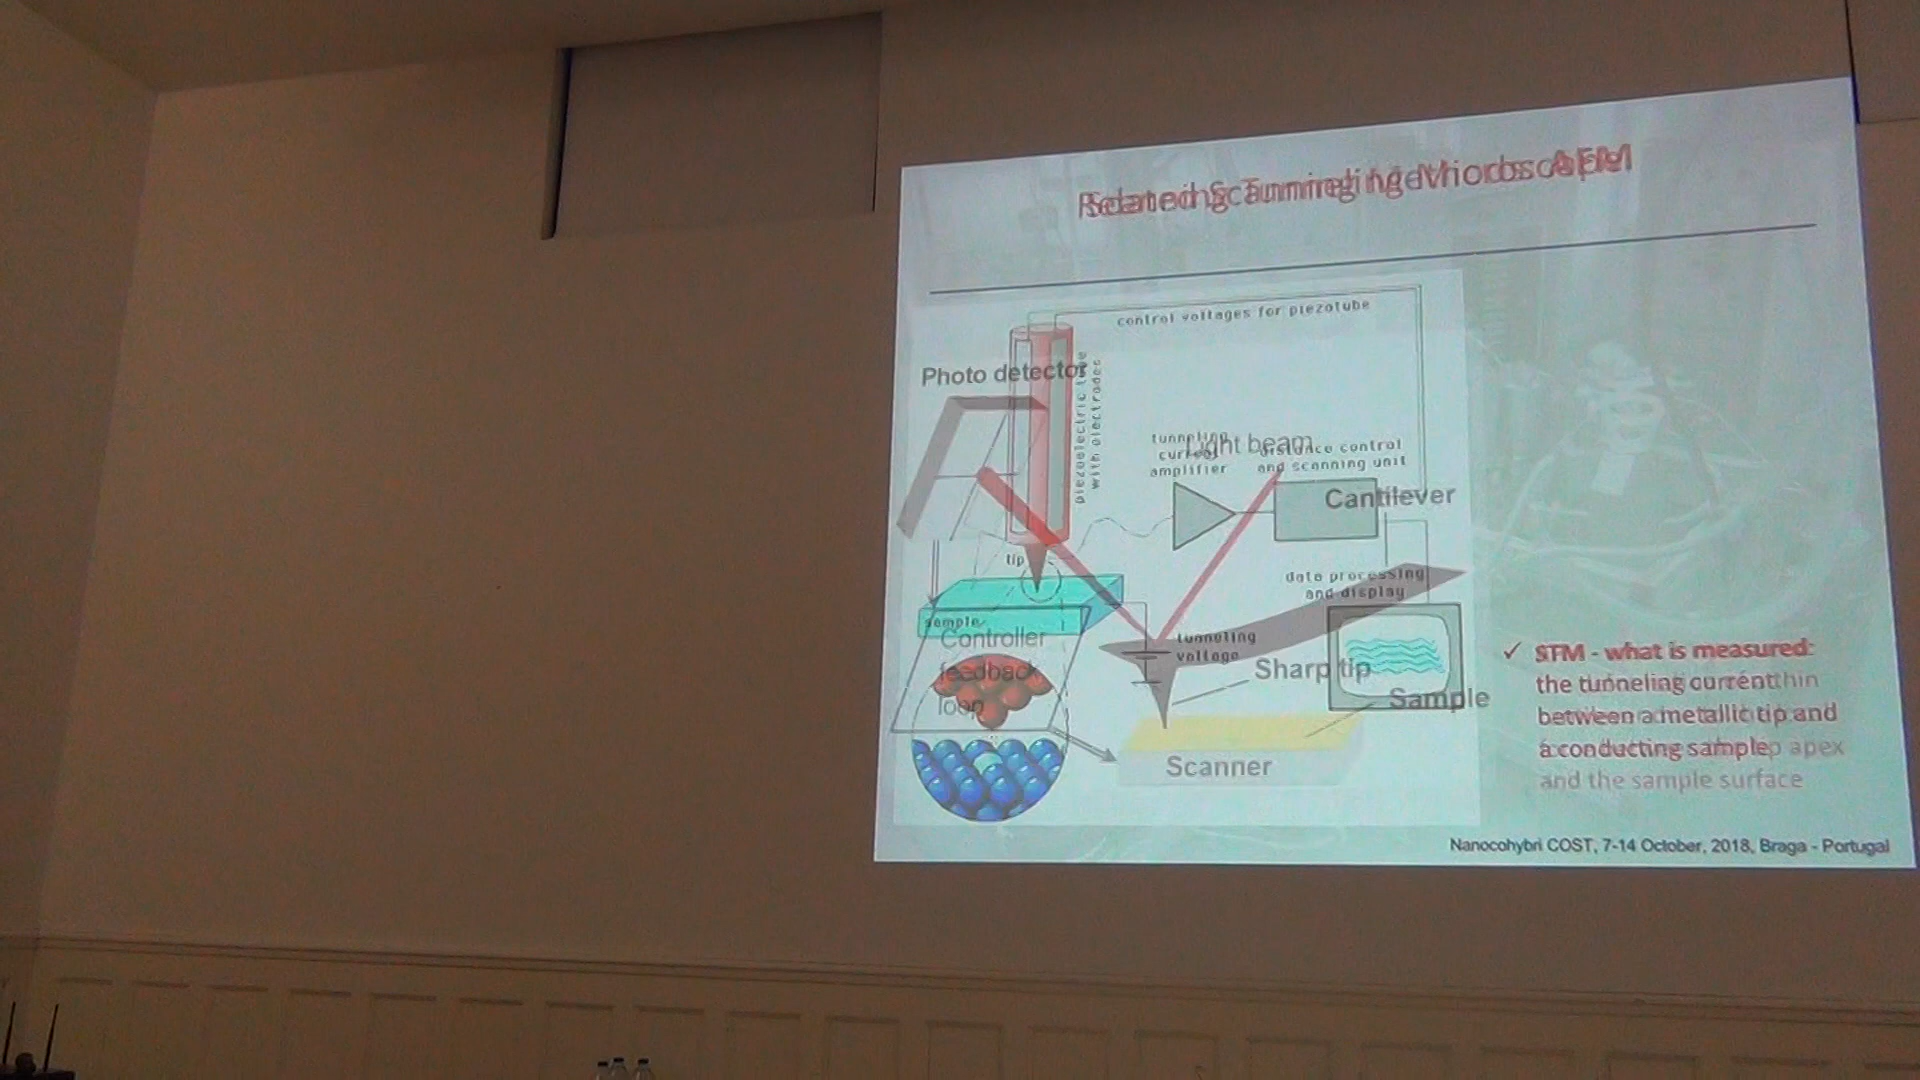 control voltages for piezotube
Photo detector
piezoelectric tube
with electrodes
tunneling
current
amplifier
Light beam
distance control
and scanning unit
Cantilever
tip
data processing
and display
sample
Controller
feedback
loop
tunneling
voltage
Sharp tip
Sample
Scanner
✓ STM - what is measured:
the tunneling current
between a metallic tip and
a conducting sample
apex
and the sample surface
Nanocohybri COST, 7-14 October, 2018, Braga - Portugal